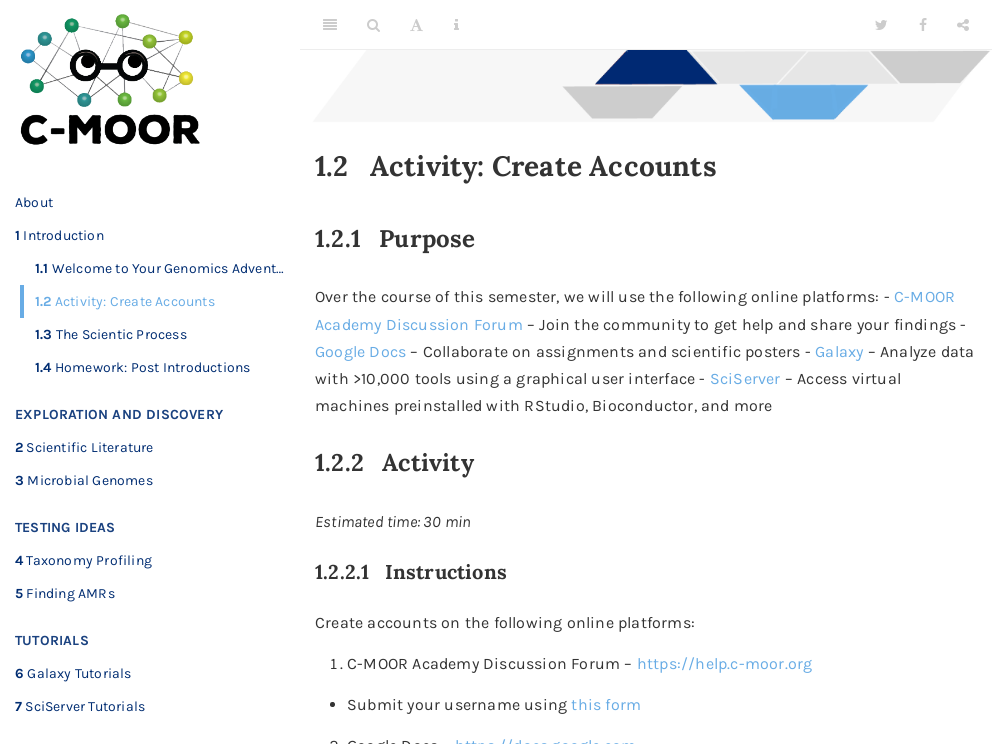 C-MOOR
About
1 Introduction
1.1 Welcome to Your Genomics Advent…
1.2 Activity: Create Accounts
1.3 The Scientic Process
1.4 Homework: Post Introductions
EXPLORATION AND DISCOVERY
2 Scientific Literature
3 Microbial Genomes
TESTING IDEAS
4 Taxonomy Profiling
5 Finding AMRs
TUTORIALS
6 Galaxy Tutorials
7 SciServer Tutorials
1.2 Activity: Create Accounts
1.2.1 Purpose
Over the course of this semester, we will use the following online platforms: - C-MOOR
Academy Discussion Forum – Join the community to get help and share your findings -
Google Docs – Collaborate on assignments and scientific posters - Galaxy – Analyze data
with >10,000 tools using a graphical user interface - SciServer – Access virtual
machines preinstalled with RStudio, Bioconductor, and more
1.2.2 Activity
Estimated time: 30 min
1.2.2.1 Instructions
Create accounts on the following online platforms:
1. C-MOOR Academy Discussion Forum – https://help.c-moor.org
• Submit your username using this form
2. Google Docs – https://docs.google.com